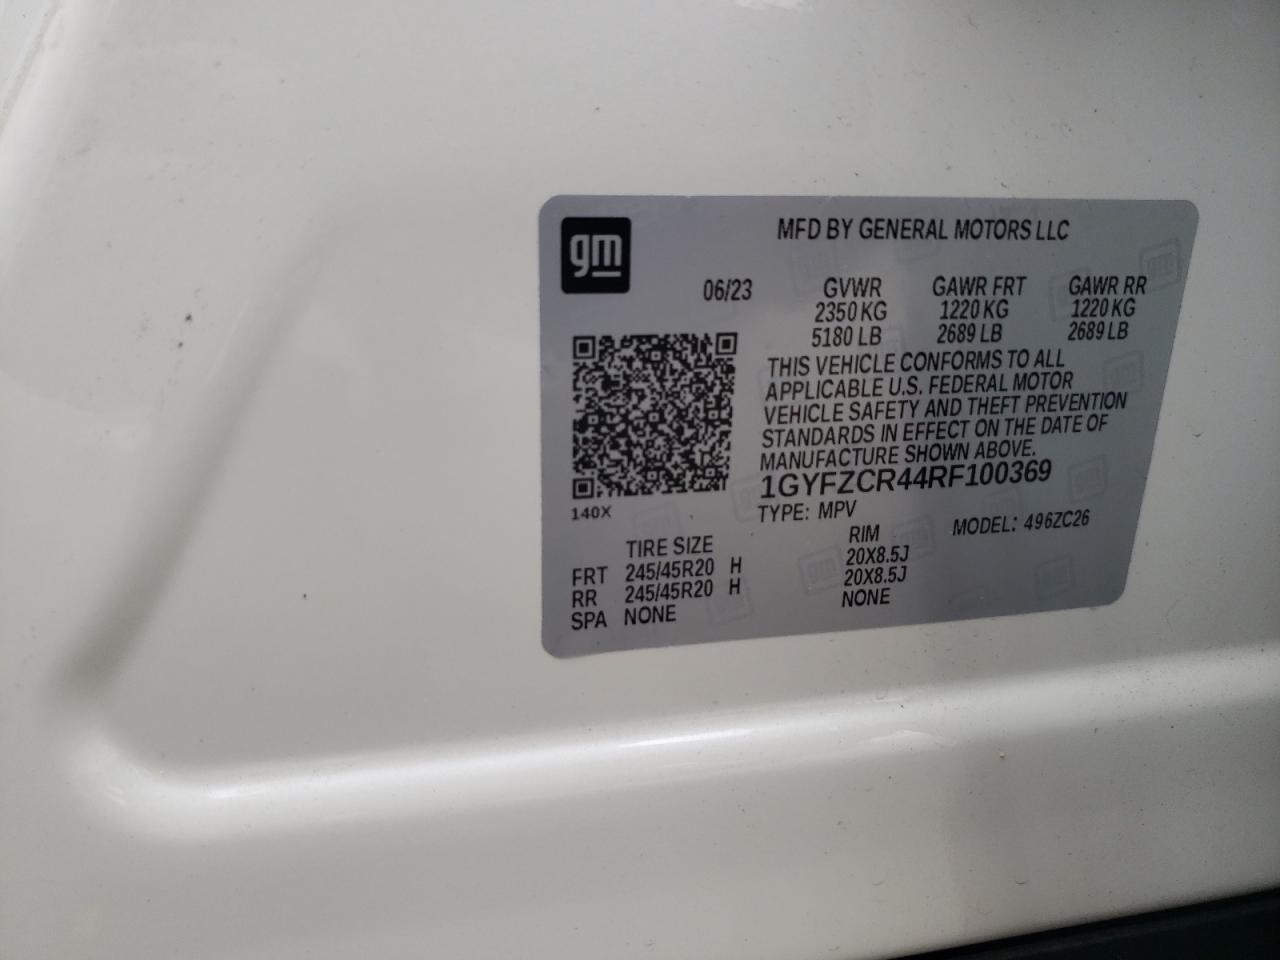 gm
MFD BY GENERAL MOTORS LLC
06/23
GVWR GAWR FRT GAWR RR
2350 KG 1220 KG 1220 KG
5180 LB 2689 LB 2689 LB
THIS VEHICLE CONFORMS TO ALL
APPLICABLE U.S. FEDERAL MOTOR
VEHICLE SAFETY AND THEFT PREVENTION
STANDARDS IN EFFECT ON THE DATE OF
MANUFACTURE SHOWN ABOVE.
1GYFZCR44RF100369
140X
TYPE: MPV MODEL: 496ZC26
TIRE SIZE RIM
FRT 245/45R20 H 20X8.5J
RR 245/45R20 H 20X8.5J
SPA NONE NONE